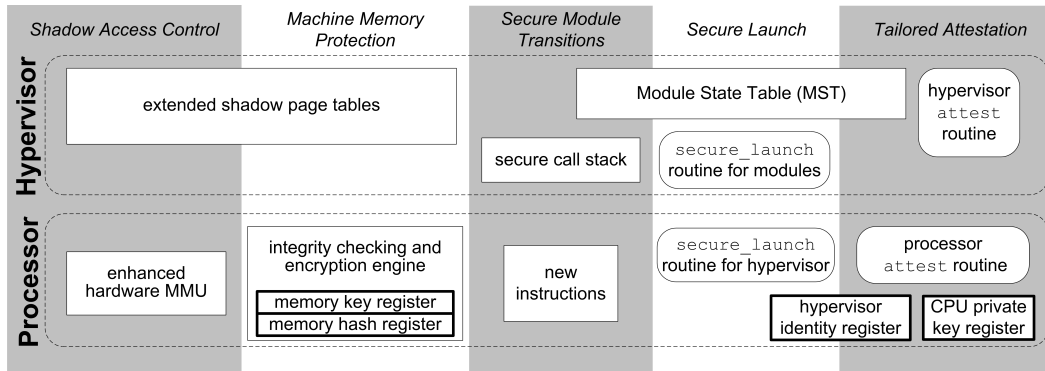 Shadow Access Control
Machine Memory
Protection
Secure Module
Transitions
Secure Launch
Tailored Attestation
Hypervisor
extended shadow page tables
Module State Table (MST)
hypervisor
attest
routine
secure call stack
secure_launch
routine for modules
Processor
enhanced
hardware MMU
integrity checking and
encryption engine
memory key register
memory hash register
new
instructions
secure_launch
routine for hypervisor
processor
attest routine
hypervisor
identity register
CPU private
key register